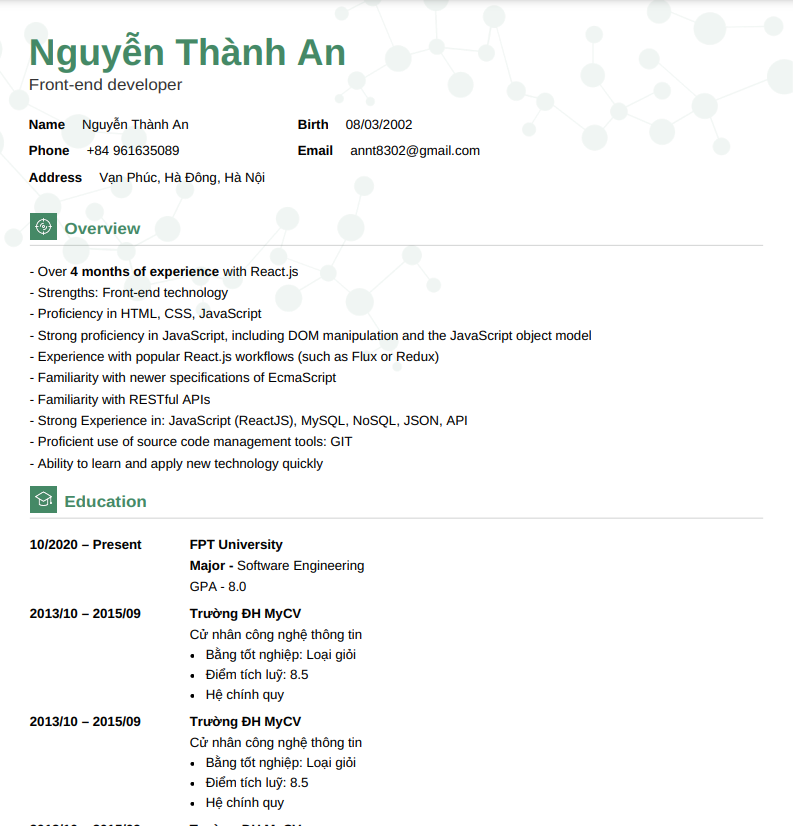 Nguyễn Thành An
Front-end developer
Name Nguyễn Thành An Birth 08/03/2002
Phone +84 961635089 Email annt8302@gmail.com
Address Vạn Phúc, Hà Đông, Hà Nội
Overview
- Over 4 months of experience with React.js
- Strengths: Front-end technology
- Proficiency in HTML, CSS, JavaScript
- Strong proficiency in JavaScript, including DOM manipulation and the JavaScript object model
- Experience with popular React.js workflows (such as Flux or Redux)
- Familiarity with newer specifications of EcmaScript
- Familiarity with RESTful APIs
- Strong Experience in: JavaScript (ReactJS), MySQL, NoSQL, JSON, API
- Proficient use of source code management tools: GIT
- Ability to learn and apply new technology quickly
Education
10/2020 – Present FPT University
Major - Software Engineering
GPA - 8.0
2013/10 – 2015/09 Trường ĐH MyCV
Cử nhân công nghệ thông tin
• Bằng tốt nghiệp: Loại giỏi
• Điểm tích luỹ: 8.5
• Hệ chính quy
2013/10 – 2015/09 Trường ĐH MyCV
Cử nhân công nghệ thông tin
• Bằng tốt nghiệp: Loại giỏi
• Điểm tích luỹ: 8.5
• Hệ chính quy